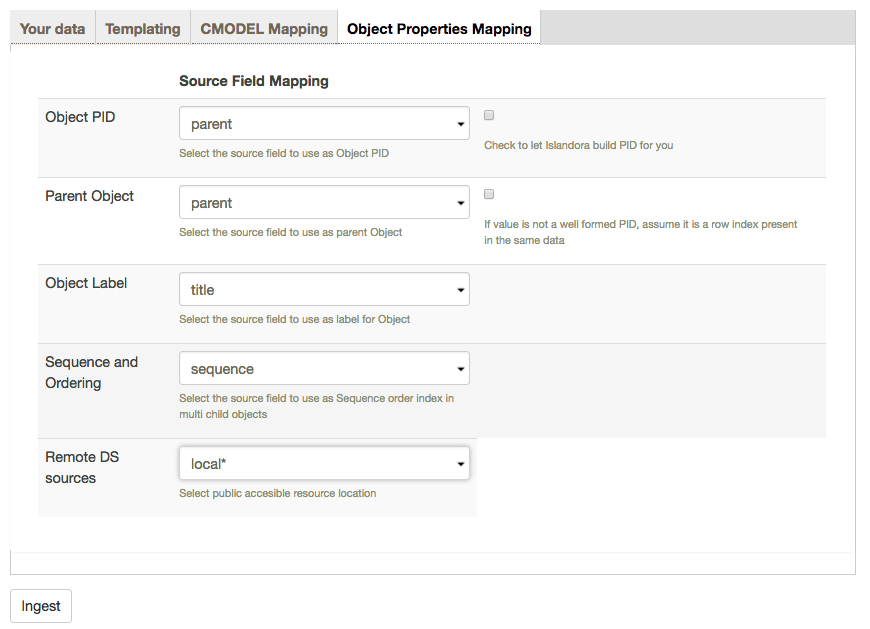 Your data Templating CMODEL Mapping Object Properties Mapping
Source Field Mapping
Object PID
parent
Select the source field to use as Object PID
Check to let Islandora build PID for you
Parent Object
parent
Select the source field to use as parent Object
If value is not a well formed PID, assume it is a row index present
in the same data
Object Label
title
Select the source field to use as label for Object
Sequence and
Ordering
sequence
Select the source field to use as Sequence order index in
multi child objects
Remote DS
sources
local*
Select public accesible resource location
Ingest